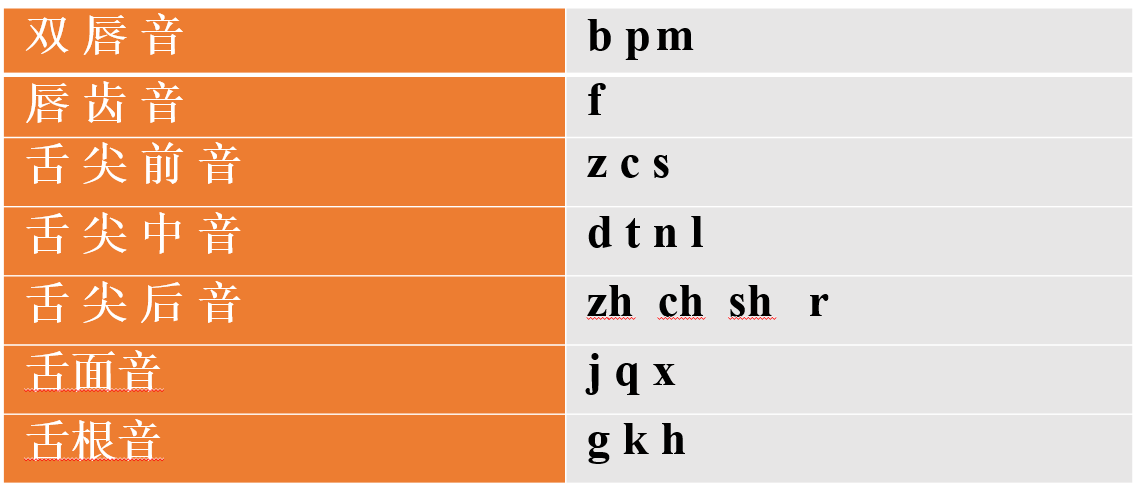 双 唇 音 b p m
唇 齿 音 f
舌 尖 前 音 z c s
舌 尖 中 音 d t n l
舌 尖 后 音 zh ch sh r
舌面音 j q x
舌根音 g k h